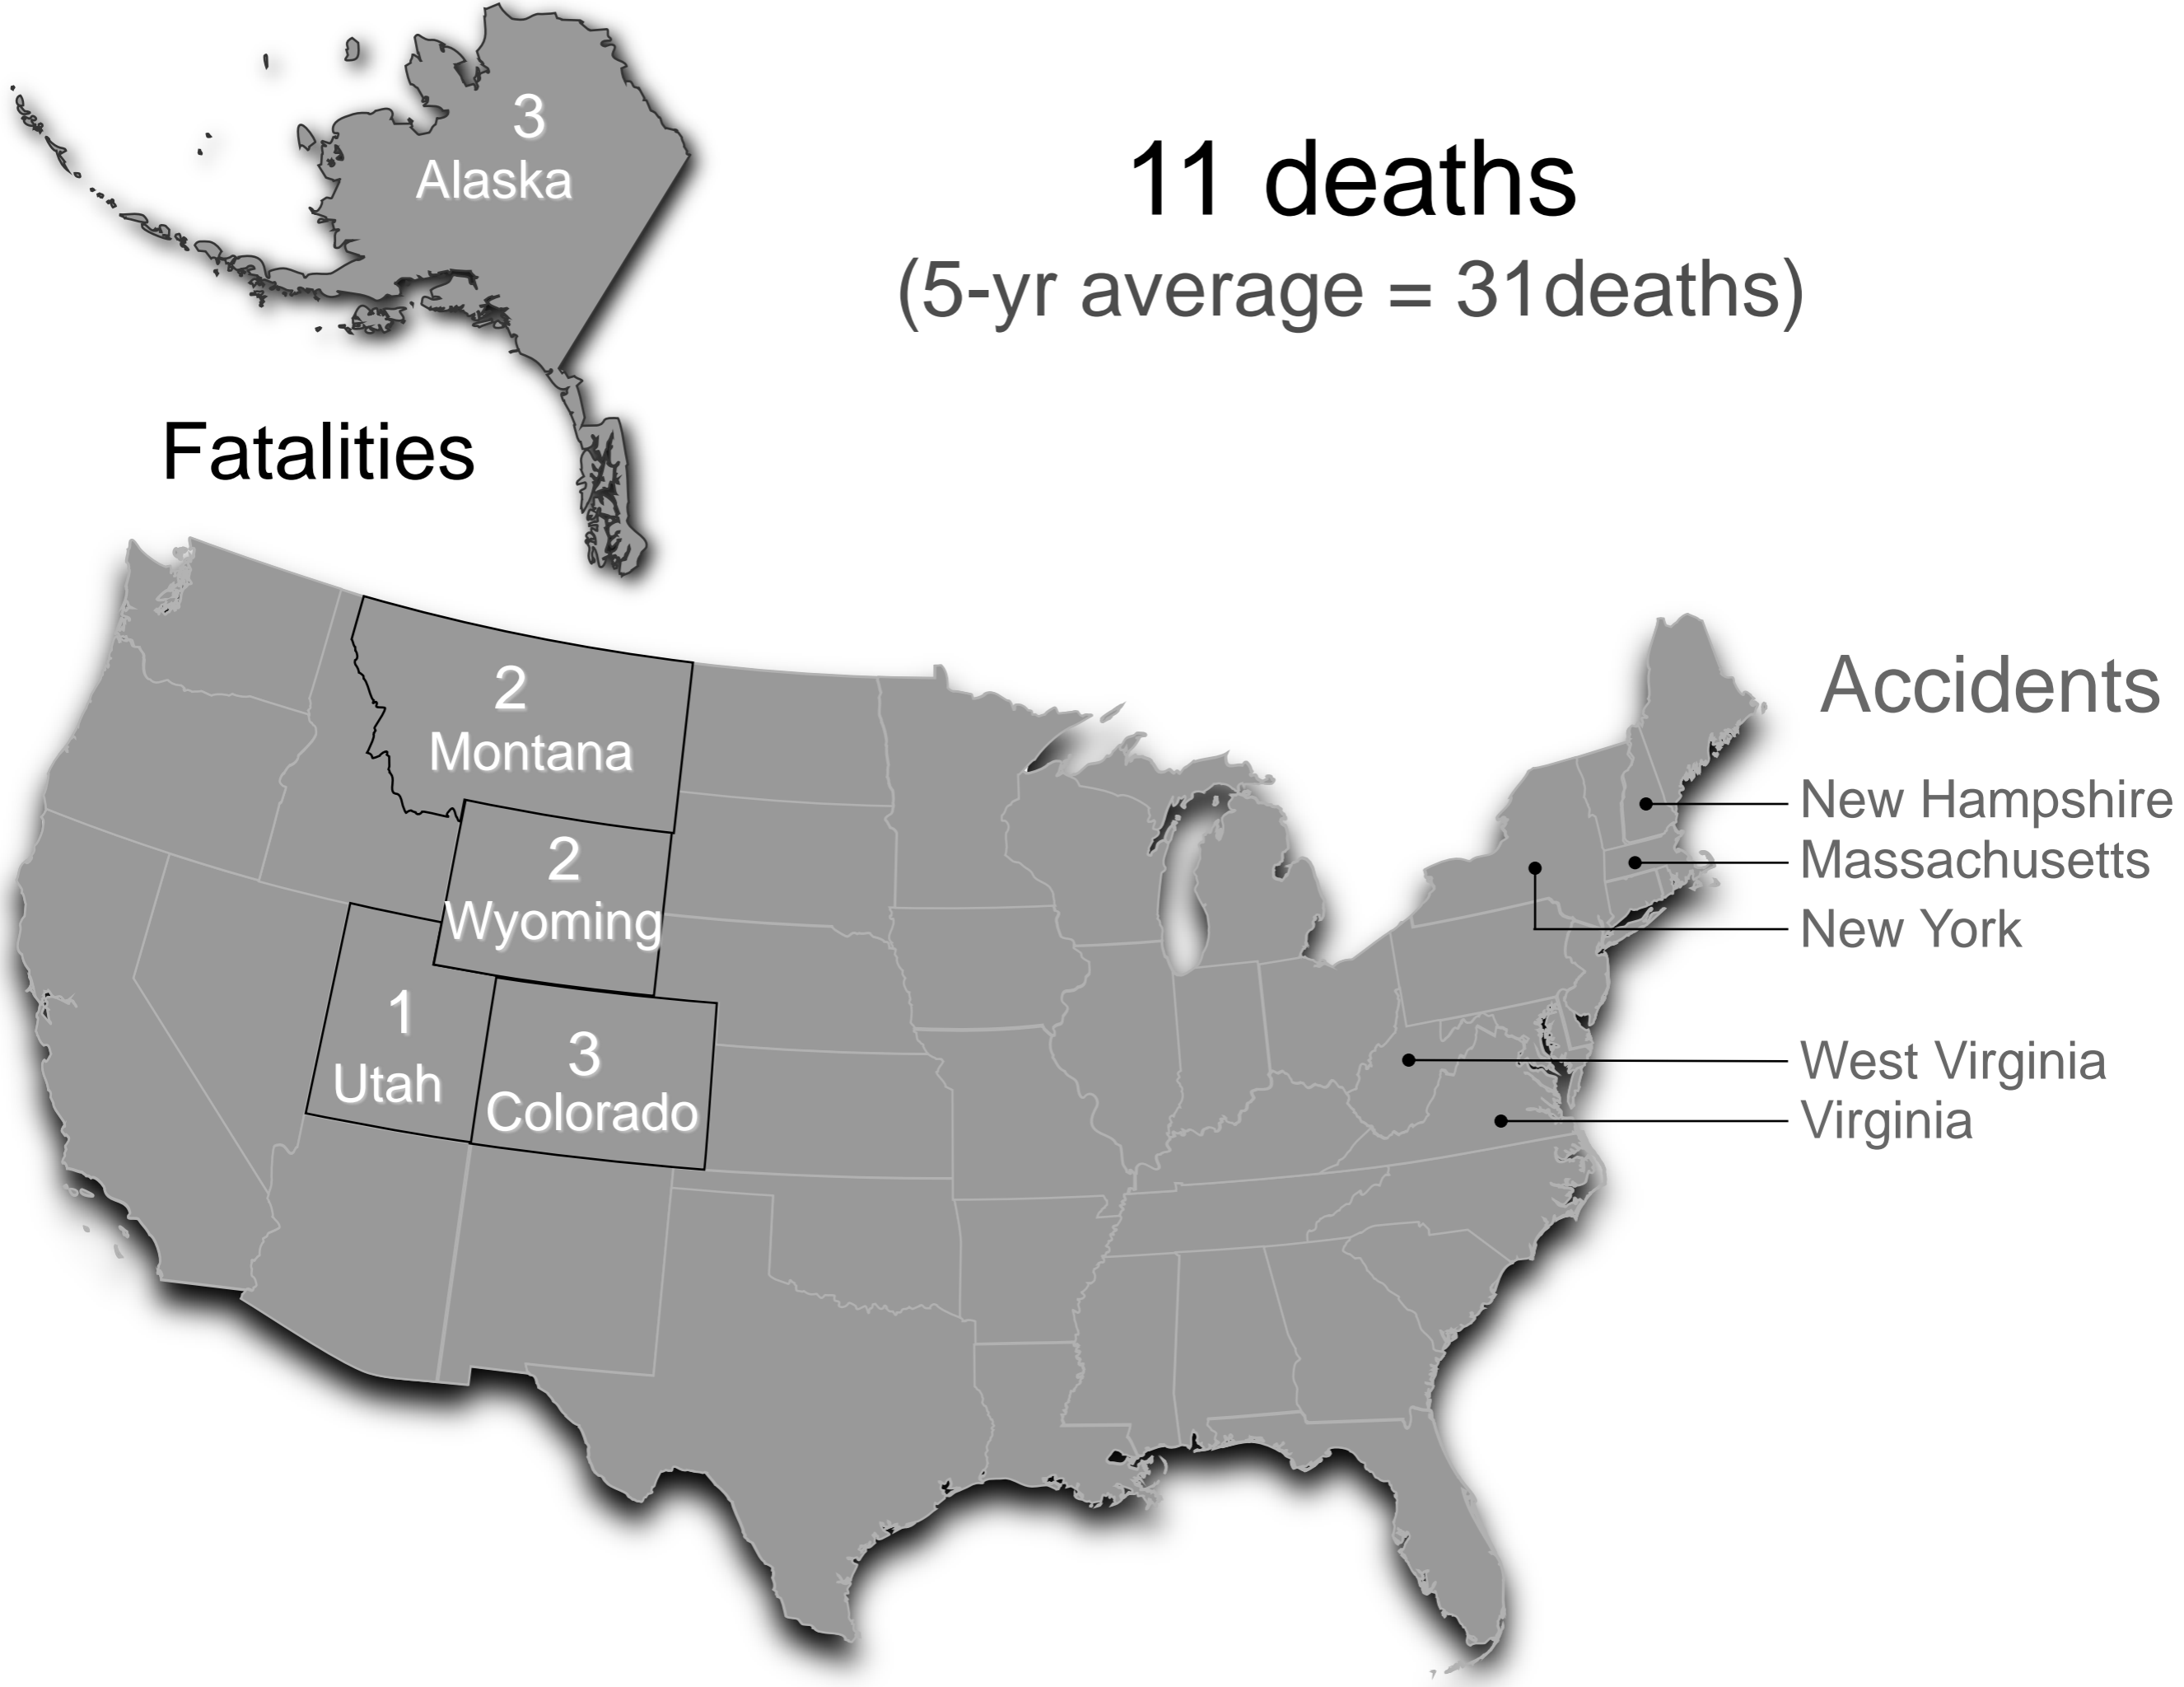 3
Alaska
11 deaths
(5-yr average = 31deaths)
Fatalities
2
Montana
Accidents
New Hampshire
2
Massachusetts
Wyoming
New York
1
3
Utah
West Virginia
Colorado
Virginia